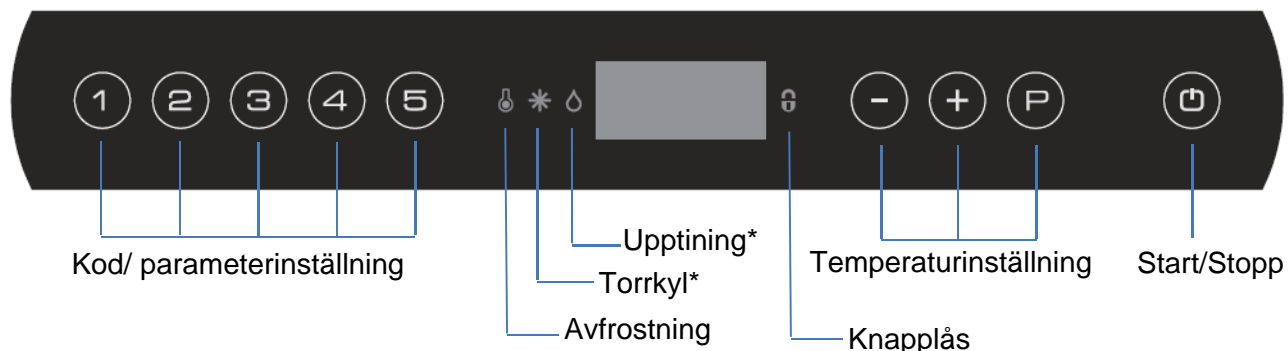 1 2 3 4 5 - + P
Upptining*
Kod/ parameterinställning
Temperaturinställning
Start/Stopp
Torrkyl*
Avfrostning
Knapplås